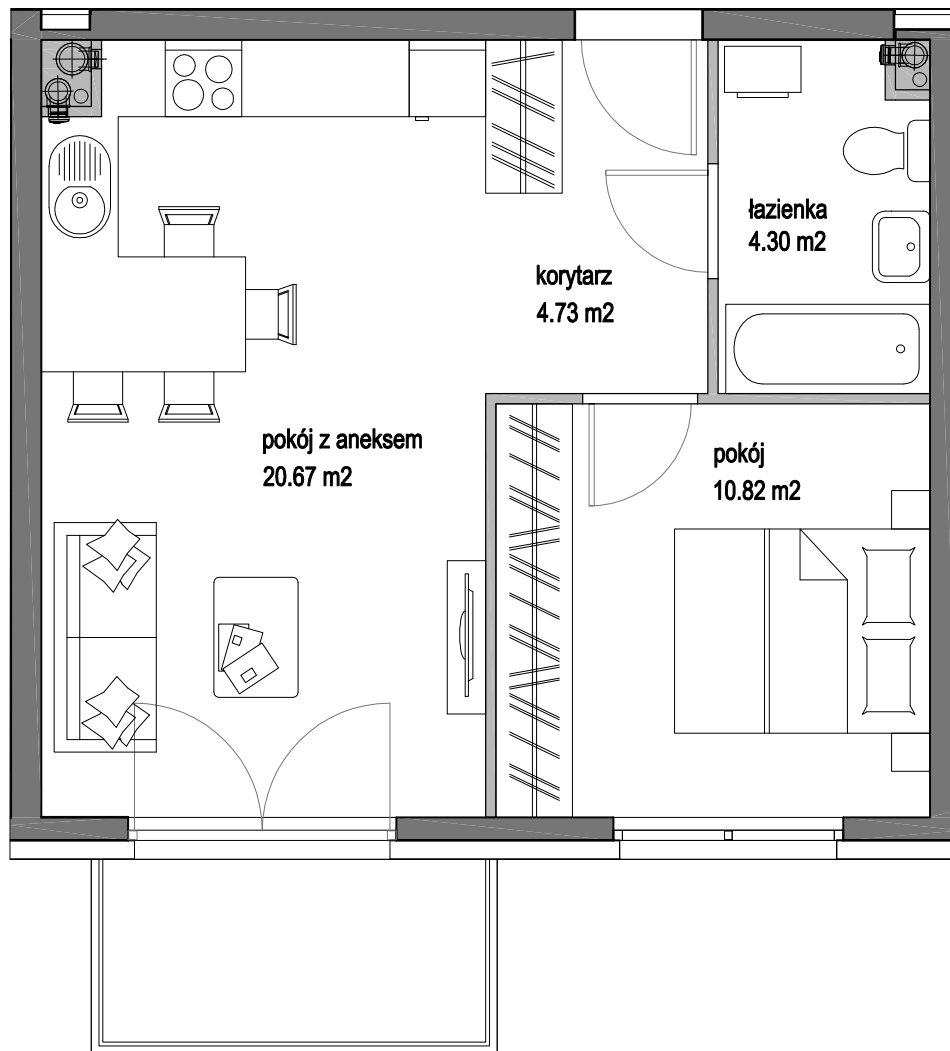 łazienka
4.30 m2
korytarz
4.73 m2
pokój z aneksem
20.67 m2
pokój
10.82 m2